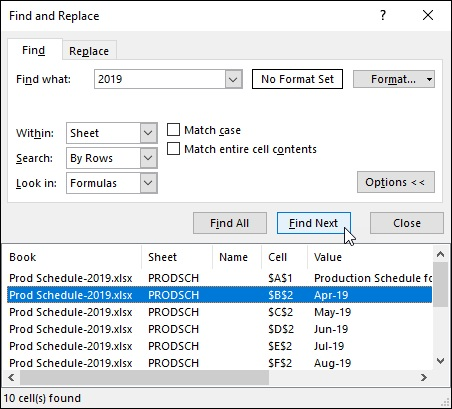 Find and Replace ? ×
Find Replace
Find what: 2019 No Format Set Format...
Within: Sheet Match case
Search: By Rows Match entire cell contents
Look in: Formulas Options <<
Find All Find Next Close
Book Sheet Name Cell Value
Prod Schedule-2019.xlsx PRODSCH $A$1 Production Schedule fo
Prod Schedule-2019.xlsx PRODSCH $B$2 Apr-19
Prod Schedule-2019.xlsx PRODSCH $C$2 May-19
Prod Schedule-2019.xlsx PRODSCH $D$2 Jun-19
Prod Schedule-2019.xlsx PRODSCH $E$2 Jul-19
Prod Schedule-2019.xlsx PRODSCH $F$2 Aug-19
10 cell(s) found